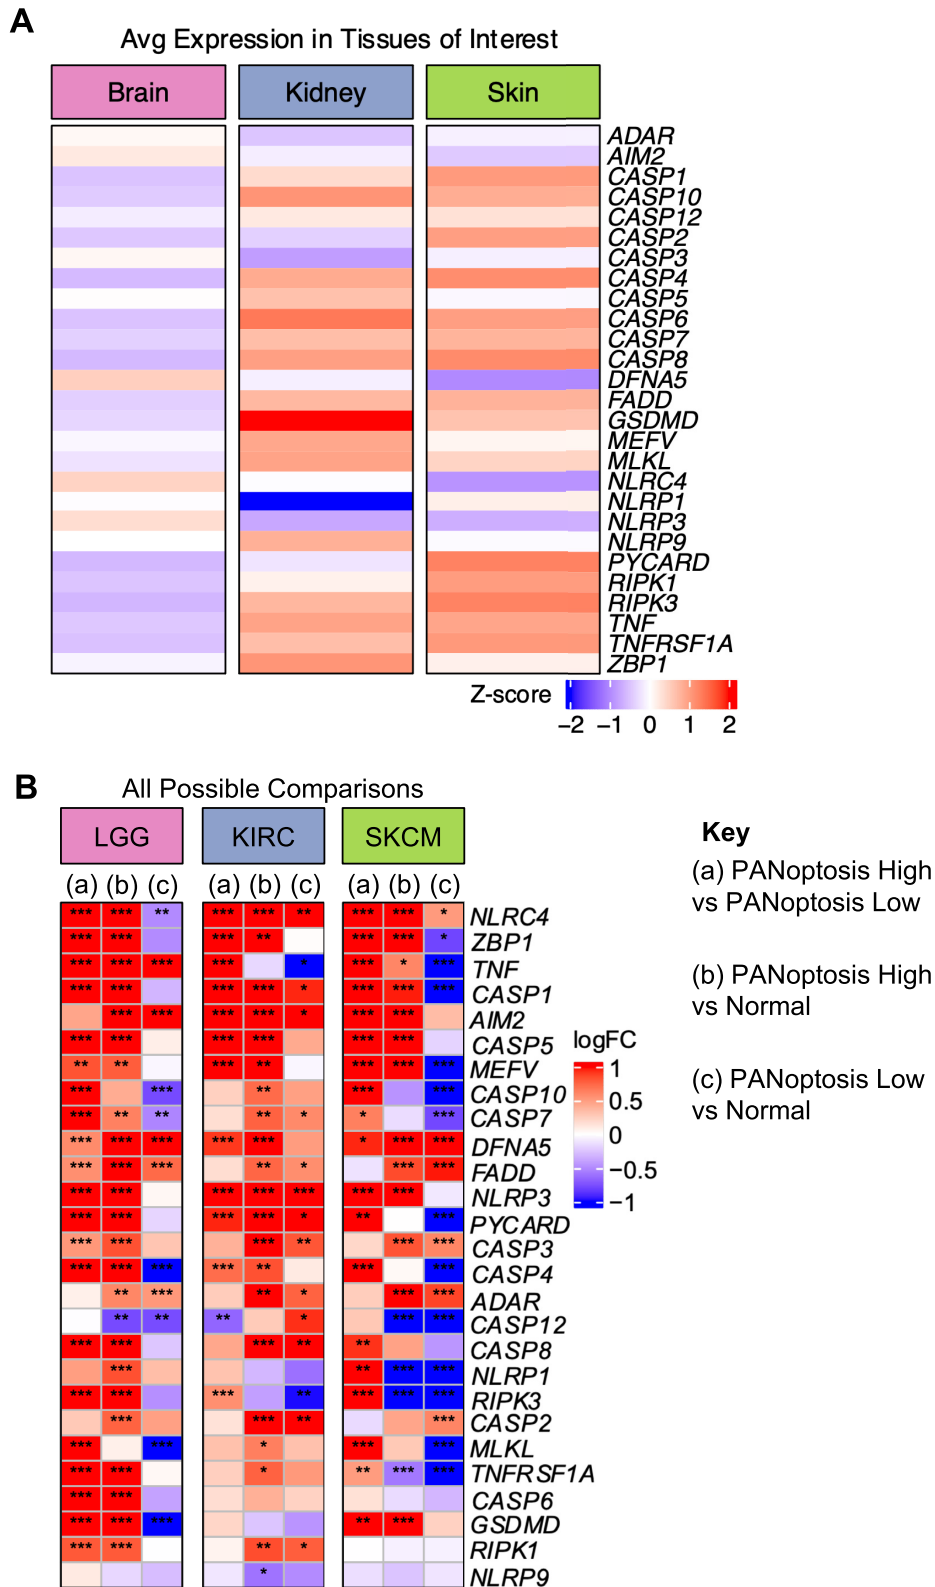 A
Avg Expression in Tissues of Interest
Brain Kidney Skin
ADAR
AIM2
CASP1
CASP10
CASP12
CASP2
CASP3
CASP4
CASP5
CASP6
CASP7
CASP8
DFNA5
FADD
GSDMD
MEFV
MLKL
NLRC4
NLRP1
NLRP3
NLRP9
PYCARD
RIPK1
RIPK3
TNF
TNFRSF1A
ZBP1
Z-score
−2 −1 0 1 2
B
All Possible Comparisons
LGG KIRC SKCM
(a) (b) (c) (a) (b) (c) (a) (b) (c)
*** *** ** *** *** ** *** *** * NLRC4
*** *** *** ** *** *** * ZBP1
*** *** *** *** * *** * *** TNF
*** *** *** *** * *** *** *** CASP1
*** *** *** *** * *** *** AIM2
*** *** *** ** *** *** CASP5
** ** *** ** *** *** *** MEFV
*** *** ** *** *** CASP10
*** ** ** ** * * *** CASP7
*** *** *** *** *** * *** *** DFNA5
*** *** *** ** * *** *** FADD
*** *** *** *** *** *** *** NLRP3
*** *** *** *** * ** *** PYCARD
*** *** *** ** *** *** CASP3
*** *** *** *** ** *** *** CASP4
** *** ** * *** *** ADAR
** ** ** * *** *** CASP12
*** *** *** ** ** CASP8
*** ** *** *** NLRP1
*** *** *** ** *** *** *** RIPK3
*** *** ** *** CASP2
*** *** * *** *** MLKL
*** *** * ** *** *** TNFRSF1A
*** *** CASP6
*** *** *** ** *** GSDMD
*** *** ** * RIPK1
* NLRP9
logFC
1
0.5
0
−0.5
−1
Key
(a) PANoptosis High
vs PANoptosis Low
(b) PANoptosis High
vs Normal
(c) PANoptosis Low
vs Normal